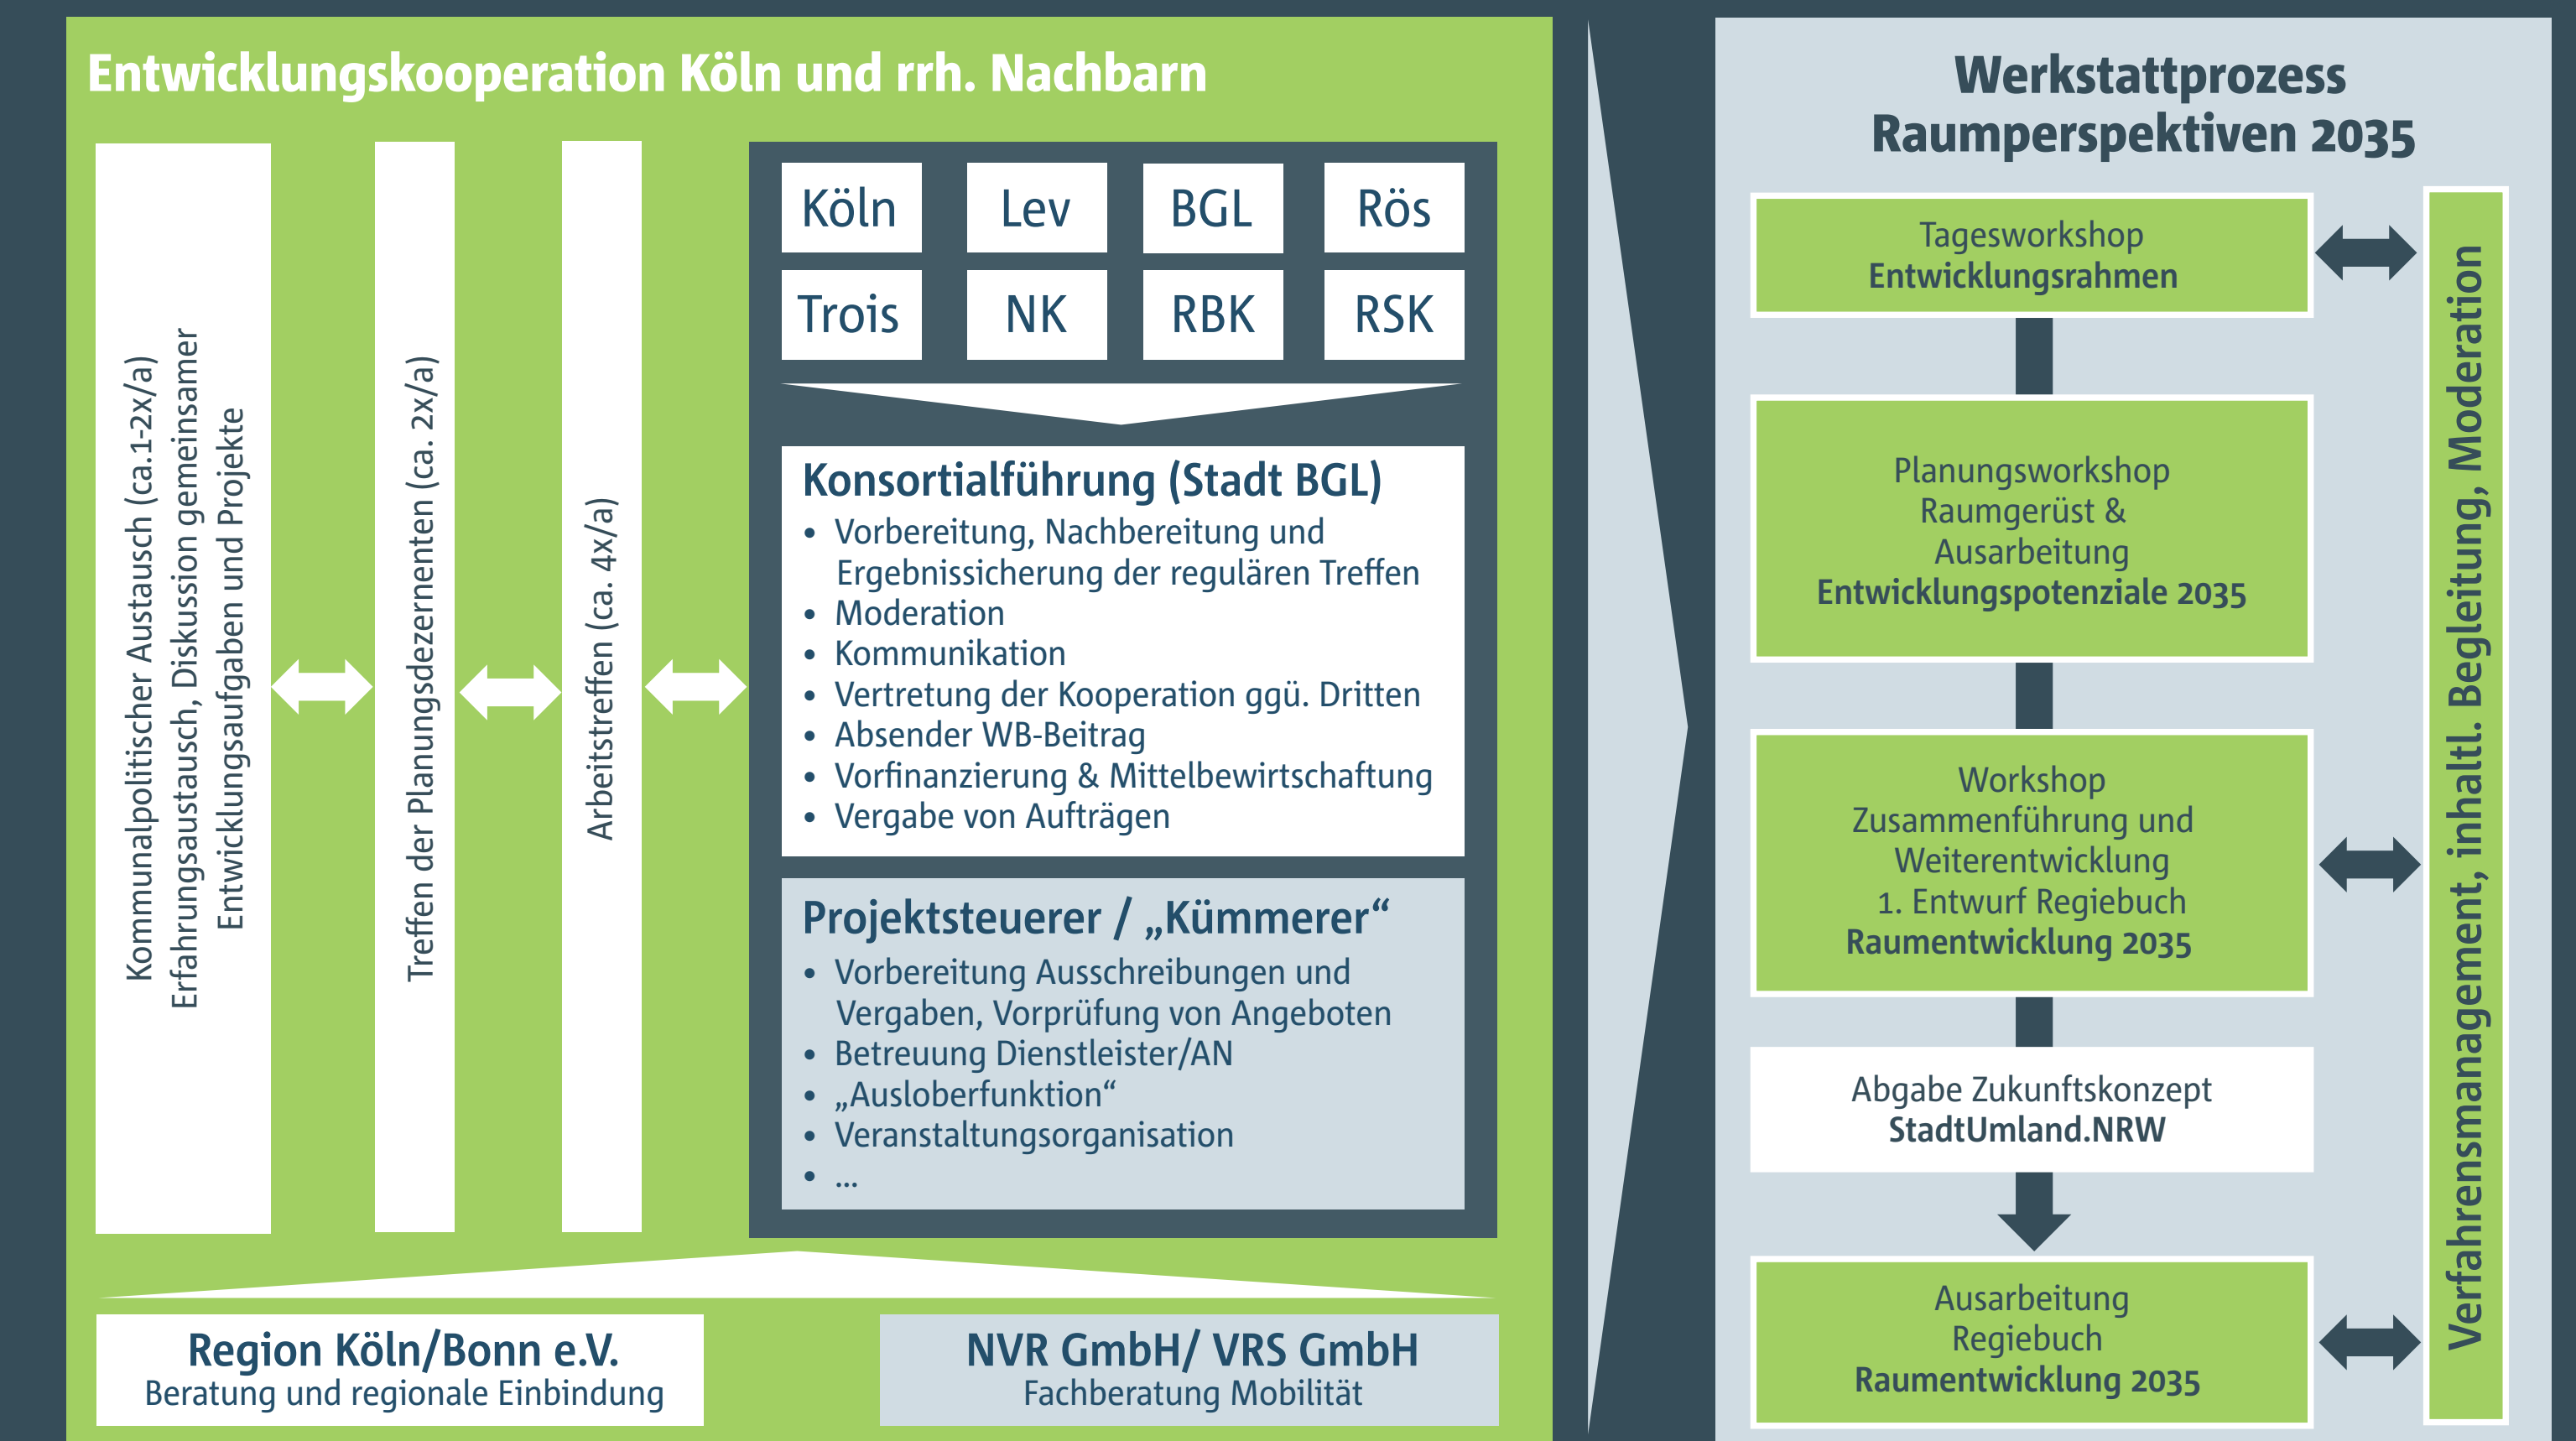 Entwicklungskooperation Köln und rrh. Nachbarn
Kommunalpolitischer Austausch (ca.1-2x/a)
Erfahrungsaustausch, Diskussion gemeinsamer
Entwicklungsaufgaben und Projekte
Treffen der Planungsdezernenten (ca. 2x/a)
Arbeitstreffen (ca. 4x/a)
Köln Lev BGL Rös
Trois NK RBK RSK
Konsortialführung (Stadt BGL)
• Vorbereitung, Nachbereitung und
Ergebnissicherung der regulären Treffen
• Moderation
• Kommunikation
• Vertretung der Kooperation ggü. Dritten
• Absender WB-Beitrag
• Vorfinanzierung & Mittelbewirtschaftung
• Vergabe von Aufträgen
Projektsteuerer / „Kümmerer“
• Vorbereitung Ausschreibungen und
Vergaben, Vorprüfung von Angeboten
• Betreuung Dienstleister/AN
• „Ausloberfunktion“
• Veranstaltungsorganisation
• ...
Region Köln/Bonn e.V.
Beratung und regionale Einbindung
NVR GmbH/ VRS GmbH
Fachberatung Mobilität
Werkstattprozess
Raumperspektiven 2035
Tagesworkshop
Entwicklungsrahmen
Planungsworkshop
Raumgerüst &
Ausarbeitung
Entwicklungspotenziale 2035
Workshop
Zusammenführung und
Weiterentwicklung
1. Entwurf Regiebuch
Raumentwicklung 2035
Abgabe Zukunftskonzept
StadtUmland.NRW
Ausarbeitung
Regiebuch
Raumentwicklung 2035
Verfahrensmanagement, inhaltl. Begleitung, Moderation